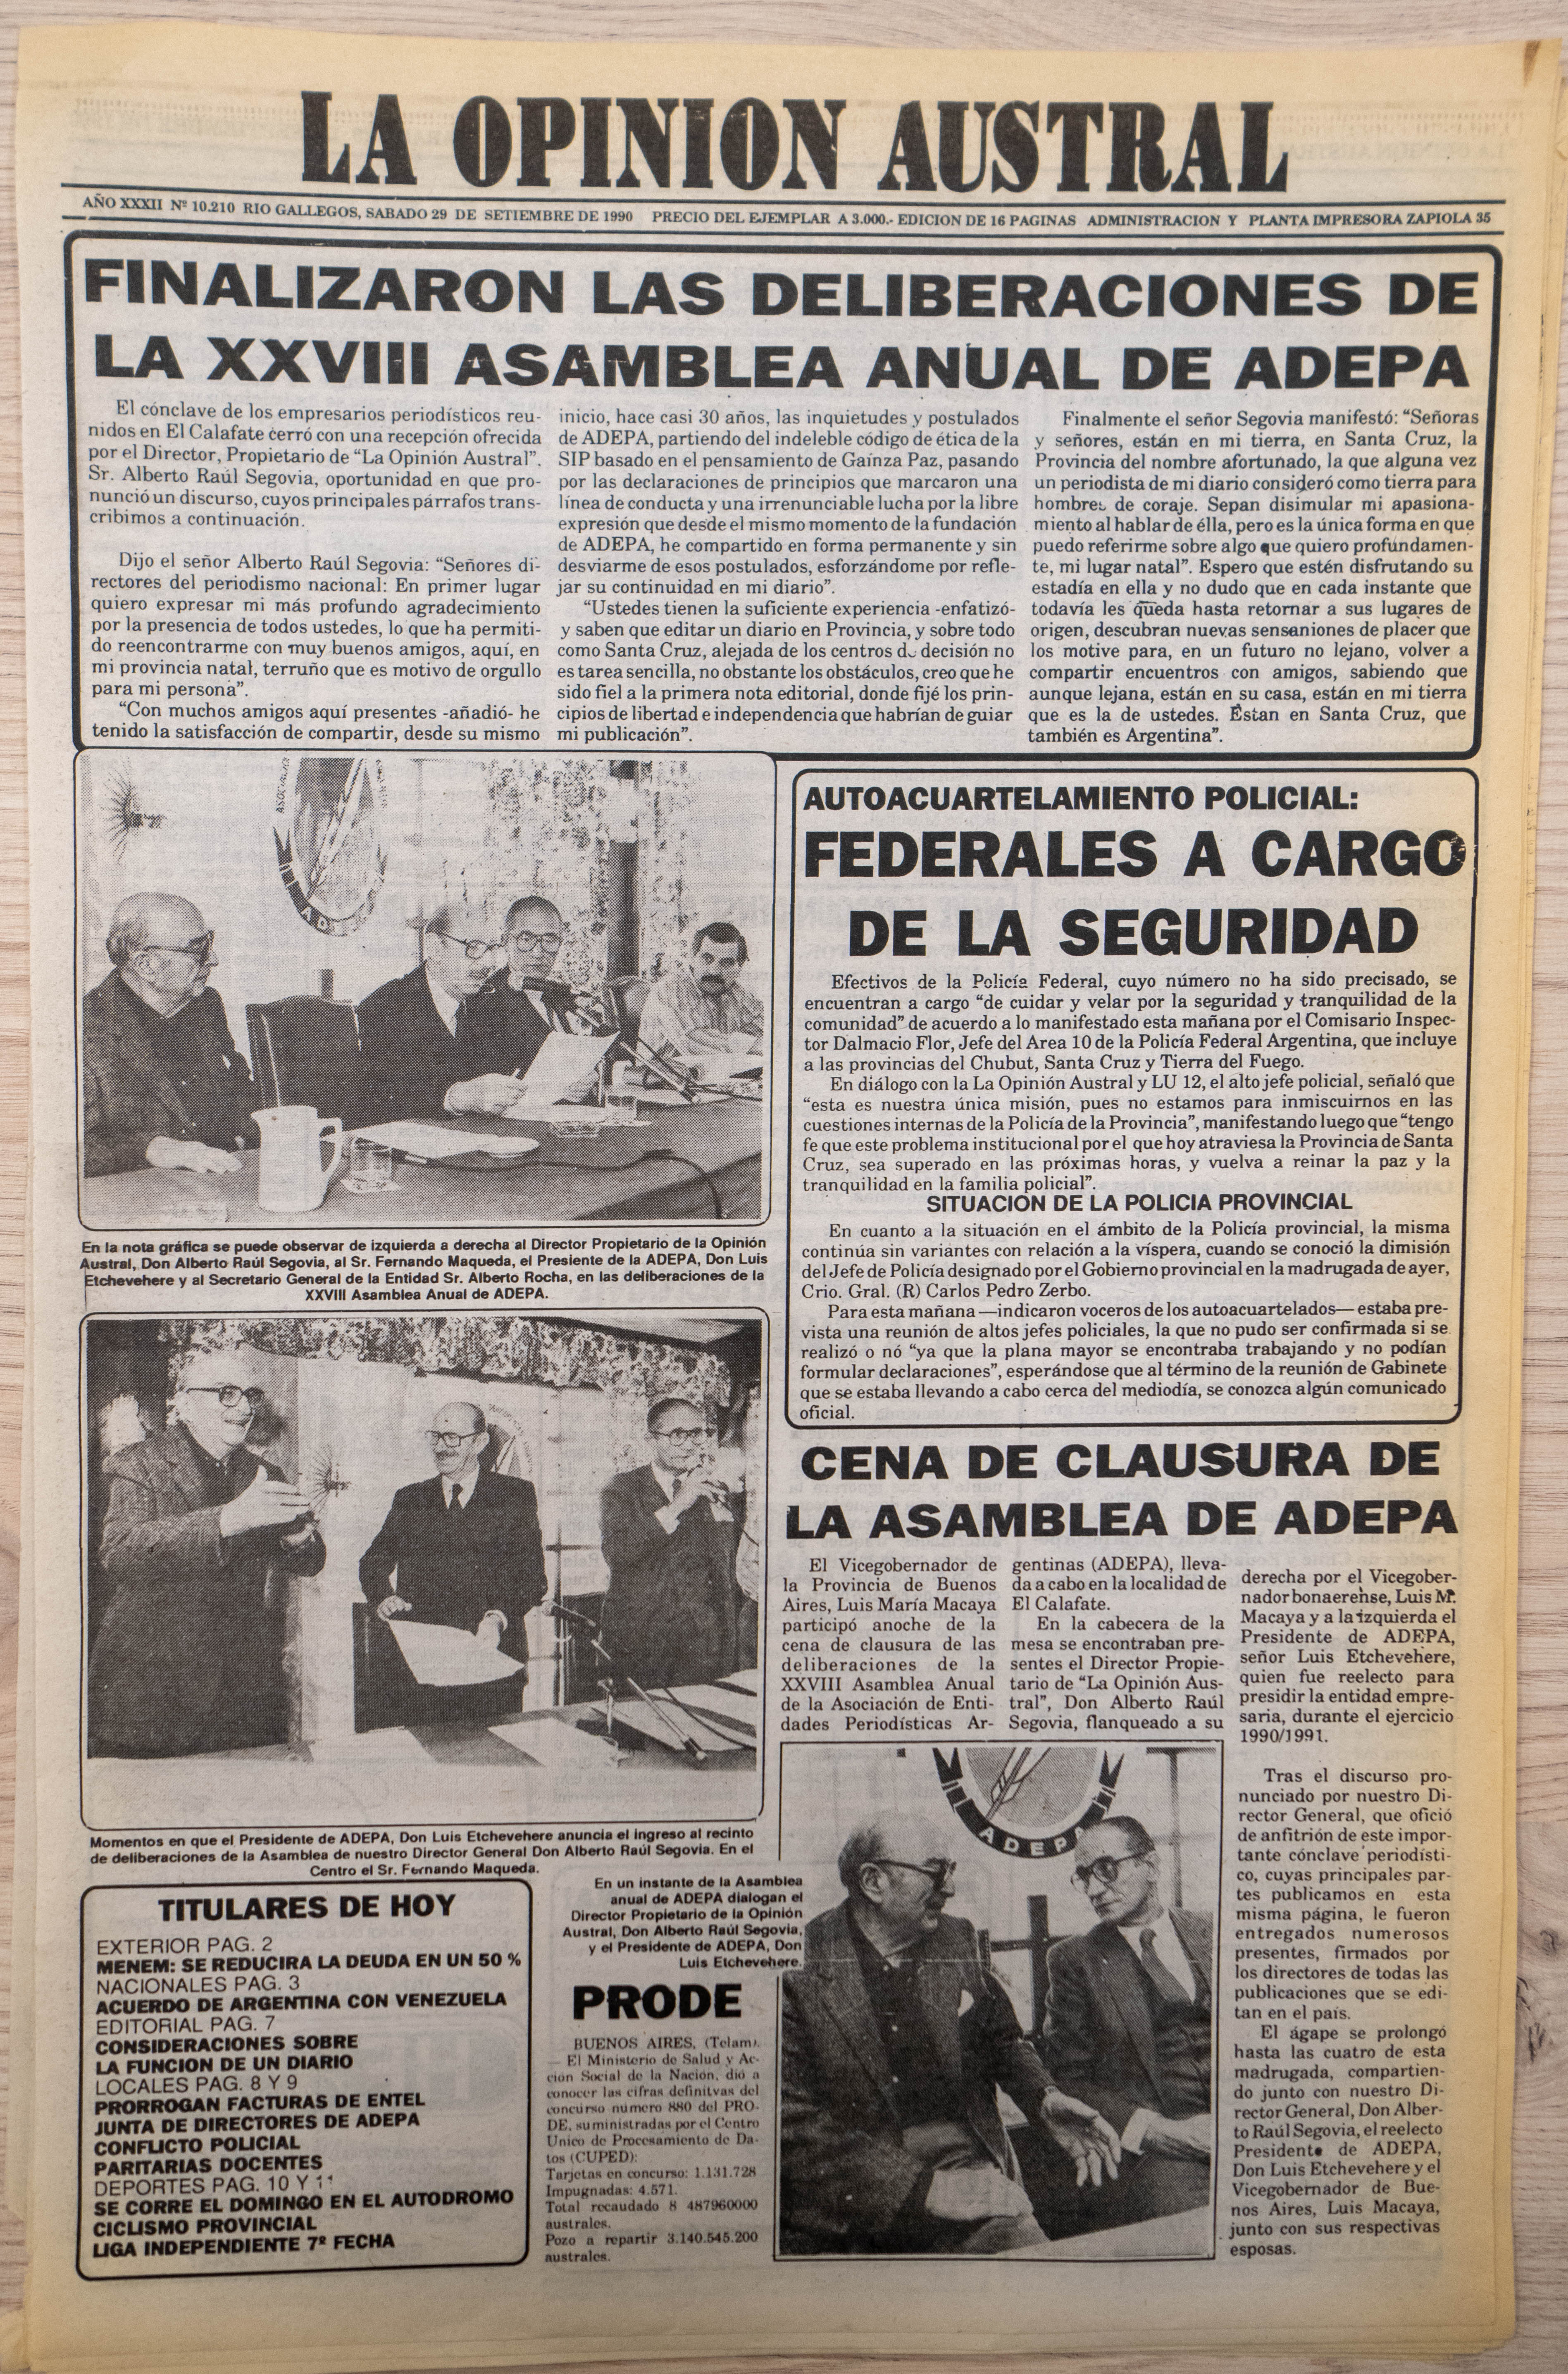 LA OPINION AUSTRAL
AÑO XXXII Nº 10.210 RIO GALLEGOS, SABADO 29 DE SETIEMBRE DE 1990 PRECIO DEL EJEMPLAR A 3.000.- EDICION DE 16 PAGINAS ADMINISTRACION Y PLANTA IMPRESORA ZAPIOLA 35
FINALIZARON LAS DELIBERACIONES DE
LA XXVIII ASAMBLEA ANUAL DE ADEPA
El cónclave de los empresarios periodísticos reu-
nidos en El Calafate cerró con una recepción ofrecida
por el Director, Propietario de "La Opinión Austral".
Sr. Alberto Raúl Segovia, oportunidad en que pro-
nunció un discurso, cuyos principales párrafos trans-
cribimos a continuación.
Dijo el señor Alberto Raúl Segovia: "Señores di-
rectores del periodismo nacional: En primer lugar
quiero expresar mi más profundo agradecimiento
por la presencia de todos ustedes, lo que ha permiti-
do reencontrarme con muy buenos amigos, aquí, en
mi provincia natal, terruño que es motivo de orgullo
para mi persona".
"Con muchos amigos aquí presentes -añadió- he
tenido la satisfacción de compartir, desde su mismo
inicio, hace casi 30 años, las inquietudes y postulados
de ADEPA, partiendo del indeleble código de ética de la
SIP basado en el pensamiento de Gaínza Paz, pasando
por las declaraciones de principios que marcaron una
línea de conducta y una irrenunciable lucha por la libre
expresión que desde el mismo momento de la fundación
de ADEPA, he compartido en forma permanente y sin
desviarme de esos postulados, esforzándome por refle-
jar su continuidad en mi diario".
"Ustedes tienen la suficiente experiencia -enfatizó-
y saben que editar un diario en Provincia, y sobre todo
como Santa Cruz, alejada de los centros de decisión no
es tarea sencilla, no obstante los obstáculos, creo que he
sido fiel a la primera nota editorial, donde fijé los prin-
cipios de libertad e independencia que habrían de guiar
mi publicación".
Finalmente el señor Segovia manifestó: "Señoras
y señores, están en mi tierra, en Santa Cruz, la
Provincia del nombre afortunado, la que alguna vez
un periodista de mi diario consideró como tierra para
hombres de coraje. Sepan disimular mi apasiona-
miento al hablar de élla, pero es la única forma en que
puedo referirme sobre algo que quiero profundamen-
te, mi lugar natal". Espero que estén disfrutando su
estadía en ella y no dudo que en cada instante que
todavía les queda hasta retornar a sus lugares de
origen, descubran nuevas sensaniones de placer que
los motive para, en un futuro no lejano, volver a
compartir encuentros con amigos, sabiendo que
aunque lejana, están en su casa, están en mi tierra
que es la de ustedes. Están en Santa Cruz, que
también es Argentina".
En la nota gráfica se puede observar de izquierda a derecha al Director Propietario de la Opinión
Austral, Don Alberto Raúl Segovia, al Sr. Fernando Maqueda, el Presiente de la ADEPA, Don Luis
Etchevehere y al Secretario General de la Entidad Sr. Alberto Rocha, en las deliberaciones de la
XXVIII Asamblea Anual de ADEPA.
Momentos en que el Presidente de ADEPA, Don Luis Etchevehere anuncia el ingreso al recinto
de deliberaciones de la Asamblea de nuestro Director General Don Alberto Raúl Segovia. En el
Centro el Sr. Fernando Maqueda.
AUTOACUARTELAMIENTO POLICIAL:
FEDERALES A CARGO
DE LA SEGURIDAD
Efectivos de la Policía Federal, cuyo número no ha sido precisado, se
encuentran a cargo "de cuidar y velar por la seguridad y tranquilidad de la
comunidad" de acuerdo a lo manifestado esta mañana por el Comisario Inspec-
tor Dalmacio Flor, Jefe del Area 10 de la Policía Federal Argentina, que incluye
a las provincias del Chubut, Santa Cruz y Tierra del Fuego.
En diálogo con la La Opinión Austral y LU 12, el alto jefe policial, señaló que
"esta es nuestra única misión, pues no estamos para inmiscuirnos en las
cuestiones internas de la Policía de la Provincia", manifestando luego que "tengo
fe que este problema institucional por el que hoy atraviesa la Provincia de Santa
Cruz, sea superado en las próximas horas, y vuelva a reinar la paz y la
tranquilidad en la familia policial".
SITUACION DE LA POLICIA PROVINCIAL
En cuanto a la situación en el ámbito de la Policía provincial, la misma
continúa sin variantes con relación a la víspera, cuando se conoció la dimisión
del Jefe de Policía designado por el Gobierno provincial en la madrugada de ayer,
Crio. Gral. (R) Carlos Pedro Zerbo.
Para esta mañana —indicaron voceros de los autoacuartelados— estaba pre-
vista una reunión de altos jefes policiales, la que no pudo ser confirmada si se
realizó o nó "ya que la plana mayor se encontraba trabajando y no podían
formular declaraciones", esperándose que al término de la reunión de Gabinete
que se estaba llevando a cabo cerca del mediodía, se conozca algún comunicado
oficial.
CENA DE CLAUSURA DE
LA ASAMBLEA DE ADEPA
El Vicegobernador de
la Provincia de Buenos
Aires, Luis María Macaya
participó anoche de la
cena de clausura de las
deliberaciones de la
XXVIII Asamblea Anual
de la Asociación de Enti-
dades Periodísticas Ar-
gentinas (ADEPA), lleva-
da a cabo en la localidad de
El Calafate.
En la cabecera de la
mesa se encontraban pre-
sentes el Director Propie-
tario de "La Opinión Aus-
tral", Don Alberto Raúl
Segovia, flanqueado a su
derecha por el Vicegober-
nador bonaerense, Luis Mª.
Macaya y a la izquierda el
Presidente de ADEPA,
señor Luis Etchevehere,
quien fue reelecto para
presidir la entidad empre-
saria, durante el ejercicio
1990/1991.
Tras el discurso pro-
nunciado por nuestro Di-
rector General, que ofició
de anfitrión de este impor-
tante cónclave periodísti-
co, cuyas principales par-
tes publicamos en esta
misma página, le fueron
entregados numerosos
presentes, firmados por
los directores de todas las
publicaciones que se edi-
tan en el país.
El ágape se prolongó
hasta las cuatro de esta
madrugada, compartien-
do junto con nuestro Di-
rector General, Don Alber-
to Raúl Segovia, el reelecto
Presidente de ADEPA,
Don Luis Etchevehere y el
Vicegobernador de Bue-
nos Aires, Luis Macaya,
junto con sus respectivas
esposas.
ADEPA
En un instante de la Asamblea
anual de ADEPA dialogan el
Director Propietario de la Opinión
Austral, Don Alberto Raúl Segovia,
y el Presidente de ADEPA, Don
Luis Etchevehere.
TITULARES DE HOY
EXTERIOR PAG. 2
MENEM: SE REDUCIRA LA DEUDA EN UN 50 %
NACIONALES PAG. 3
ACUERDO DE ARGENTINA CON VENEZUELA
EDITORIAL PAG. 7
CONSIDERACIONES SOBRE
LA FUNCION DE UN DIARIO
LOCALES PAG. 8 Y 9
PRORROGAN FACTURAS DE ENTEL
JUNTA DE DIRECTORES DE ADEPA
CONFLICTO POLICIAL
PARITARIAS DOCENTES
DEPORTES PAG. 10 Y 11
SE CORRE EL DOMINGO EN EL AUTODROMO
CICLISMO PROVINCIAL
LIGA INDEPENDIENTE 7ª FECHA
PRODE
BUENOS AIRES, (Telam).
— El Ministerio de Salud y Ac-
ción Social de la Nación, dió a
conocer las cifras definitvas del
concurso numero 880 del PRO-
DE, suministradas por el Centro
Unico de Procesamiento de Da-
tos (CUPED):
Tarjetas en concurso: 1.131.728
Impugnadas: 4.571.
Total recaudado 8 487960000
australes.
Pozo a repartir 3.140.545.200
australes.